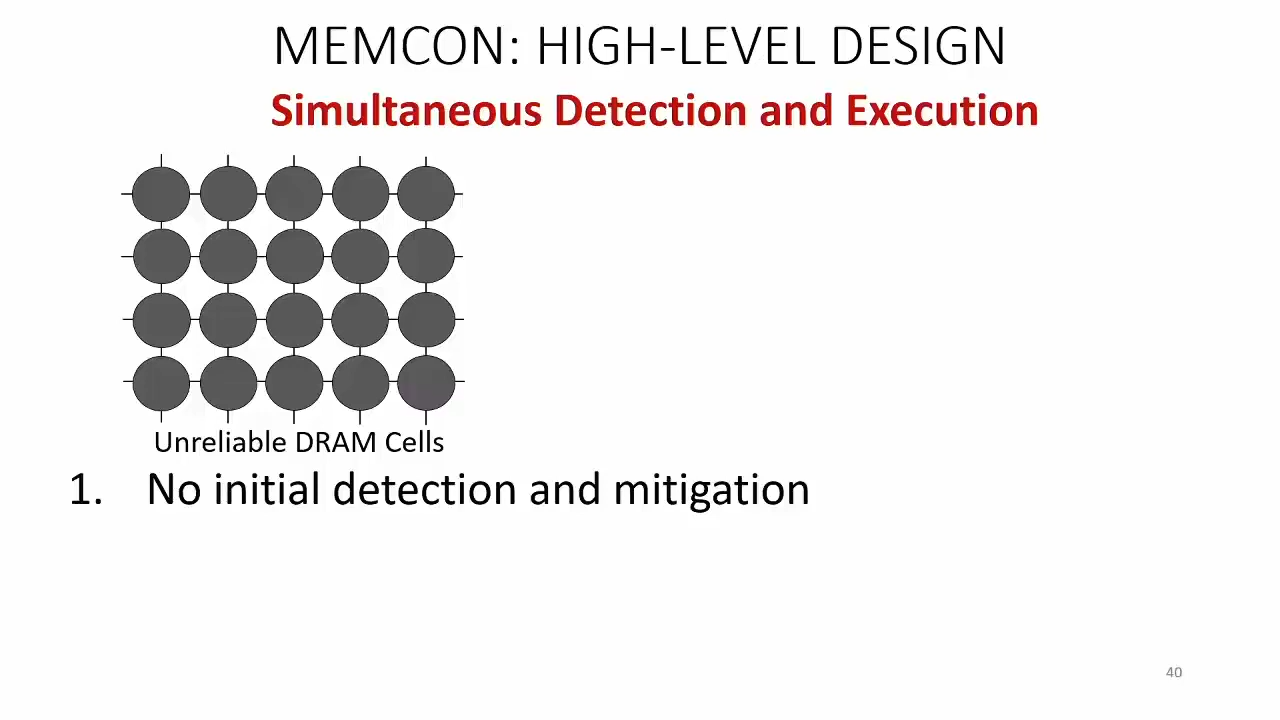 MEMCON: HIGH-LEVEL DESIGN
Simultaneous Detection and Execution
Unreliable DRAM Cells
1. No initial detection and mitigation
40